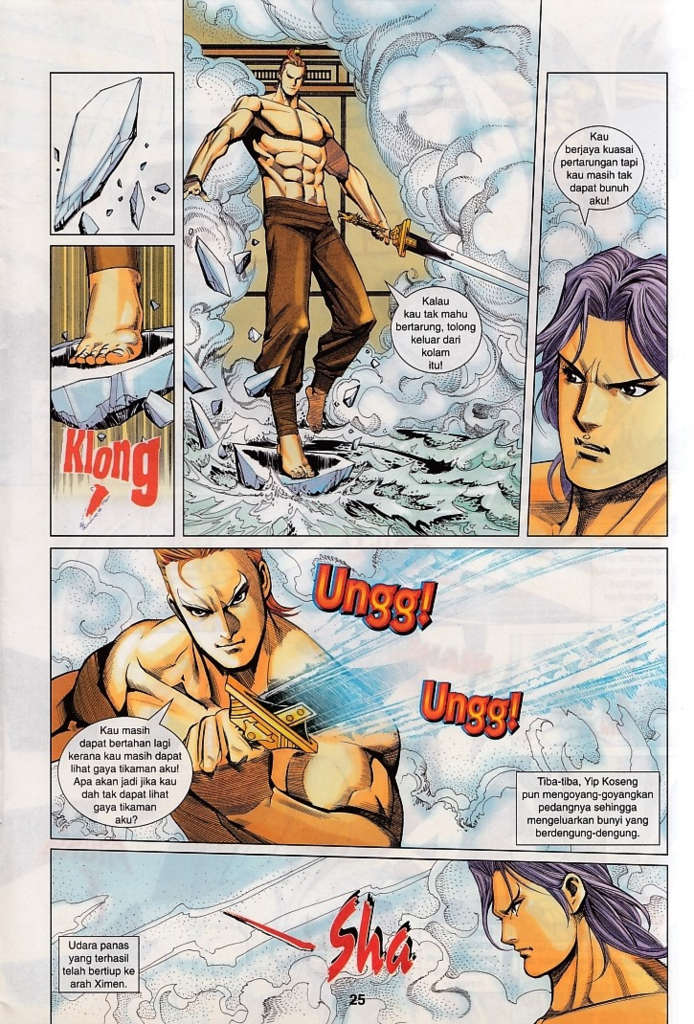 Klong
!
Kalau
kau tak mahu
bertarung, tolong
keluar dari
kolam
itu!
Kau
berjaya kuasai
pertarungan tapi
kau masih tak
dapat bunuh
aku!
Ungg!
Ungg!
Kau masih
dapat bertahan lagi
kerana kau masih dapat
lihat gaya tikaman aku!
Apa akan jadi jika kau
dah tak dapat lihat
gaya tikaman
aku?
Tiba-tiba, Yip Koseng
pun mengoyang-goyangkan
pedangnya sehingga
mengeluarkan bunyi yang
berdengung-dengung.
Udara panas
yang terhasil
telah bertiup ke
arah Ximen.
Sha
25